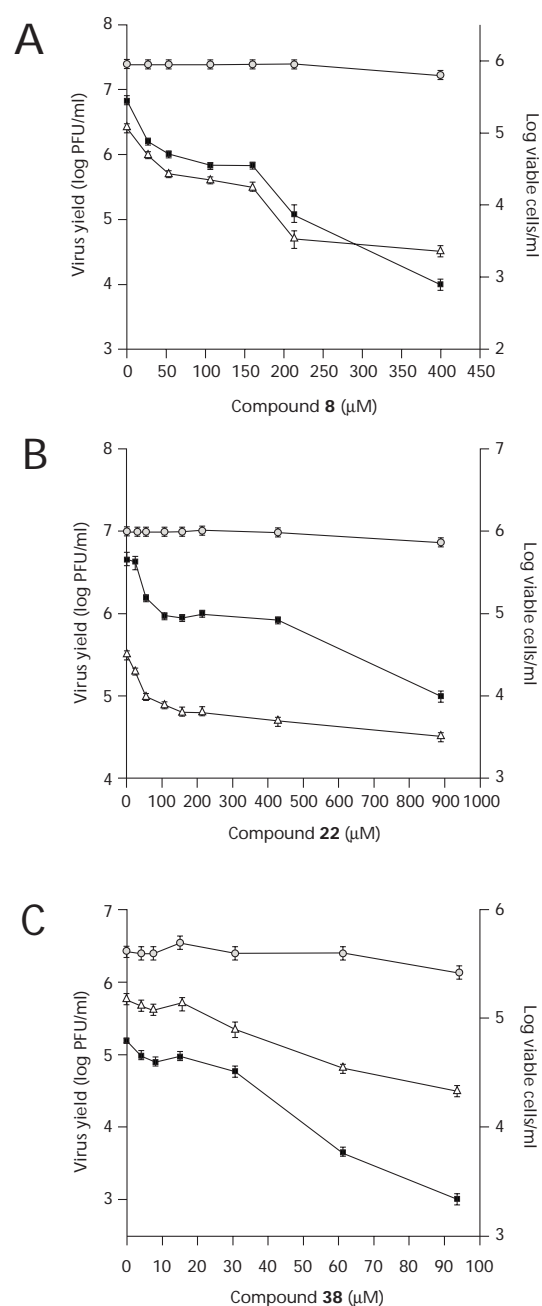 A
8
7
6
5
4
3
6
5
4
3
2
Virus yield (log PFU/ml)
Log viable cells/ml
0 50 100 150 200 250 300 350 400 450
Compound 8 (μM)
B
8
7
6
5
4
7
6
5
4
3
Virus yield (log PFU/ml)
Log viable cells/ml
0 100 200 300 400 500 600 700 800 900 1000
Compound 22 (μM)
C
7
6
5
4
3
6
5
4
3
Virus yield (log PFU/ml)
Log viable cells/ml
0 10 20 30 40 50 60 70 80 90 100
Compound 38 (μM)